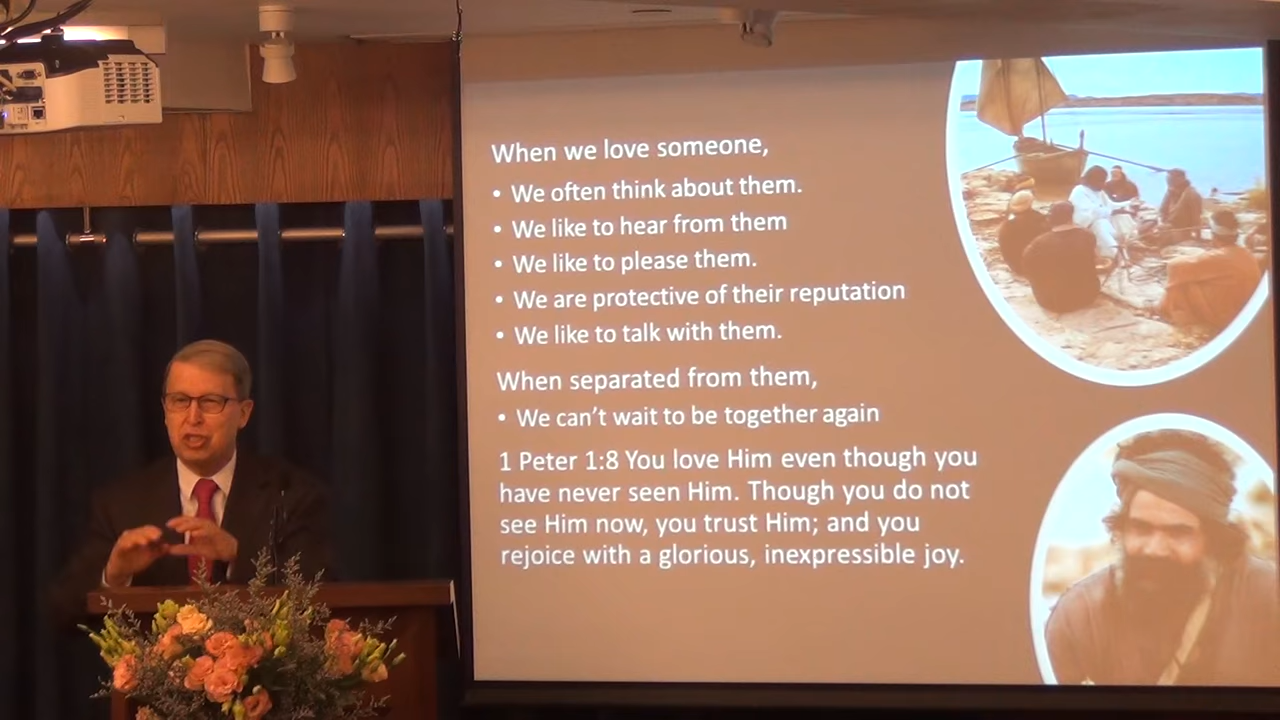 When we love someone,
• We often think about them.
• We like to hear from them
• We like to please them.
• We are protective of their reputation
• We like to talk with them.
When separated from them,
• We can't wait to be together again
1 Peter 1:8 You love Him even though you
have never seen Him. Though you do not
see Him now, you trust Him; and you
rejoice with a glorious, inexpressible joy.